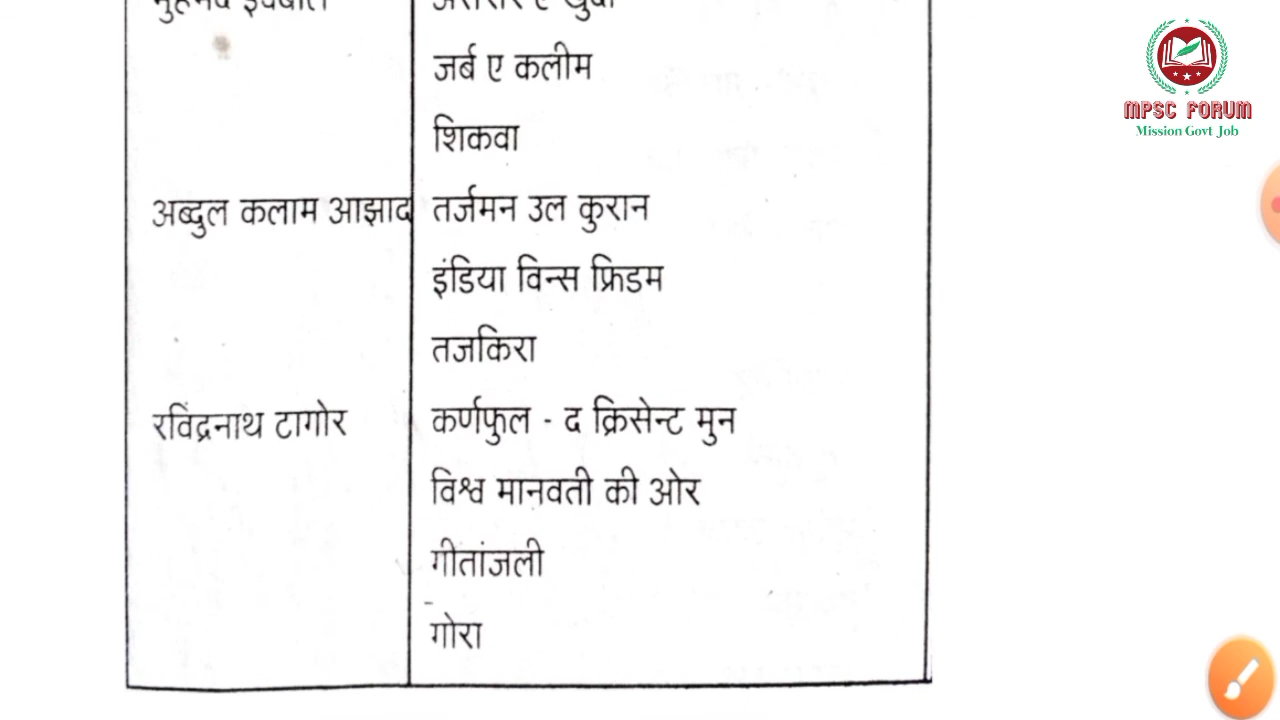 जर्ब ए कलीम
शिकवा
अब्दुल कलाम आझाद तर्जमन उल कुरान
इंडिया विन्स फ्रिडम
तजकिरा
रविंद्रनाथ टागोर कर्णफुल - द क्रिसेन्ट मुन
विश्व मानवती की ओर
गीतांजली
गोरा
MPSC FORUM
Mission Govt Job